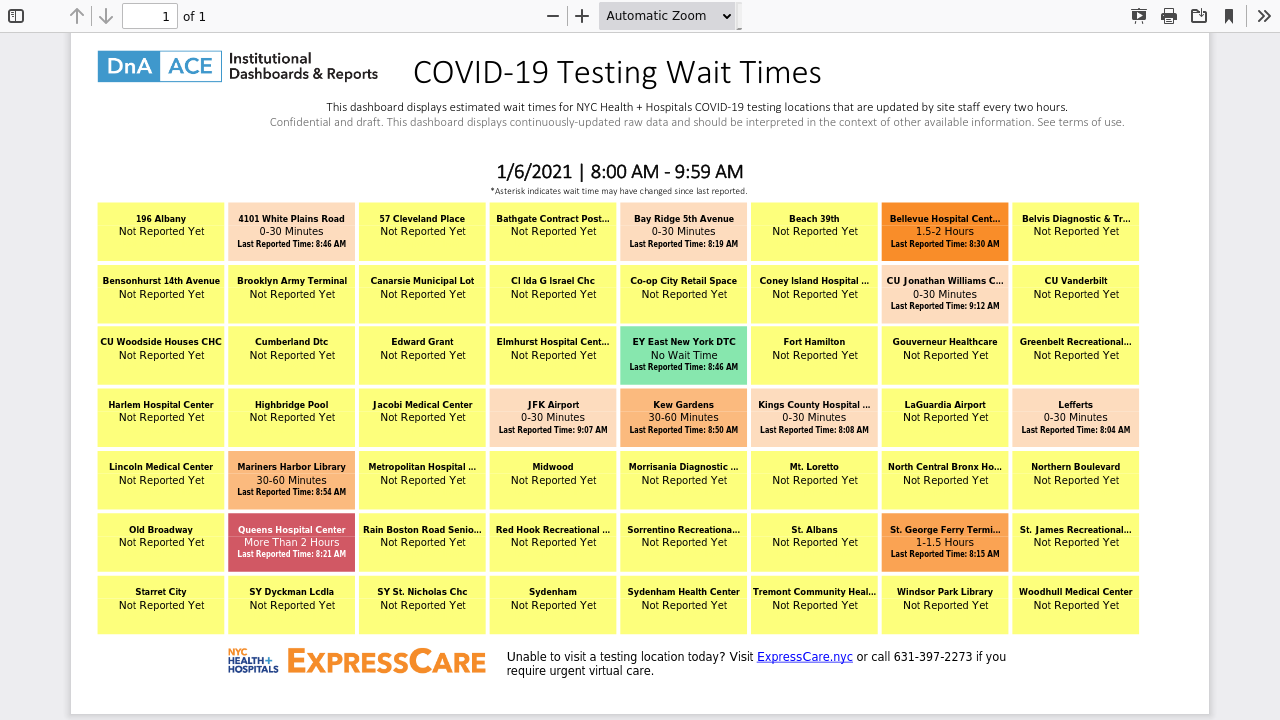 1 of 1
Automatic Zoom
DnA ACE Institutional Dashboards & Reports
COVID-19 Testing Wait Times
This dashboard displays estimated wait times for NYC Health + Hospitals COVID-19 testing locations that are updated by site staff every two hours.
Confidential and draft. This dashboard displays continuously-updated raw data and should be interpreted in the context of other available information. See terms of use.
1/6/2021 | 8:00 AM - 9:59 AM
*Asterisk indicates wait time may have changed since last reported.
196 Albany
Not Reported Yet
4101 White Plains Road
0-30 Minutes
Last Reported Time: 8:46 AM
57 Cleveland Place
Not Reported Yet
Bathgate Contract Post...
Not Reported Yet
Bay Ridge 5th Avenue
0-30 Minutes
Last Reported Time: 8:19 AM
Beach 39th
Not Reported Yet
Bellevue Hospital Cent...
1.5-2 Hours
Last Reported Time: 8:30 AM
Belvis Diagnostic & Tr...
Not Reported Yet
Bensonhurst 14th Avenue
Not Reported Yet
Brooklyn Army Terminal
Not Reported Yet
Canarsie Municipal Lot
Not Reported Yet
Cl Ida G Israel Chc
Not Reported Yet
Co-op City Retail Space
Not Reported Yet
Coney Island Hospital ...
Not Reported Yet
CU Jonathan Williams C...
0-30 Minutes
Last Reported Time: 9:12 AM
CU Vanderbilt
Not Reported Yet
CU Woodside Houses CHC
Not Reported Yet
Cumberland Dtc
Not Reported Yet
Edward Grant
Not Reported Yet
Elmhurst Hospital Cent...
Not Reported Yet
EY East New York DTC
No Wait Time
Last Reported Time: 8:46 AM
Fort Hamilton
Not Reported Yet
Gouverneur Healthcare
Not Reported Yet
Greenbelt Recreational...
Not Reported Yet
Harlem Hospital Center
Not Reported Yet
Highbridge Pool
Not Reported Yet
Jacobi Medical Center
Not Reported Yet
JFK Airport
0-30 Minutes
Last Reported Time: 9:07 AM
Kew Gardens
30-60 Minutes
Last Reported Time: 8:50 AM
Kings County Hospital ...
0-30 Minutes
Last Reported Time: 8:08 AM
LaGuardia Airport
Not Reported Yet
Lefferts
0-30 Minutes
Last Reported Time: 8:04 AM
Lincoln Medical Center
Not Reported Yet
Mariners Harbor Library
30-60 Minutes
Last Reported Time: 8:54 AM
Metropolitan Hospital ...
Not Reported Yet
Midwood
Not Reported Yet
Morrisania Diagnostic ...
Not Reported Yet
Mt. Loretto
Not Reported Yet
North Central Bronx Ho...
Not Reported Yet
Northern Boulevard
Not Reported Yet
Old Broadway
Not Reported Yet
Queens Hospital Center
More Than 2 Hours
Last Reported Time: 8:21 AM
Rain Boston Road Senio...
Not Reported Yet
Red Hook Recreational ...
Not Reported Yet
Sorrentino Recreationa...
Not Reported Yet
St. Albans
Not Reported Yet
St. George Ferry Termi...
1-1.5 Hours
Last Reported Time: 8:15 AM
St. James Recreational...
Not Reported Yet
Starret City
Not Reported Yet
SY Dyckman Lcdla
Not Reported Yet
SY St. Nicholas Chc
Not Reported Yet
Sydenham
Not Reported Yet
Sydenham Health Center
Not Reported Yet
Tremont Community Heal...
Not Reported Yet
Windsor Park Library
Not Reported Yet
Woodhull Medical Center
Not Reported Yet
NYC
HEALTH+
HOSPITALS
EXPRESSCARE
Unable to visit a testing location today? Visit ExpressCare.nyc or call 631-397-2273 if you
require urgent virtual care.